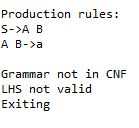 Production rules:
S->A B
A B->a
Grammar not in CNF
LHS not valid
Exiting